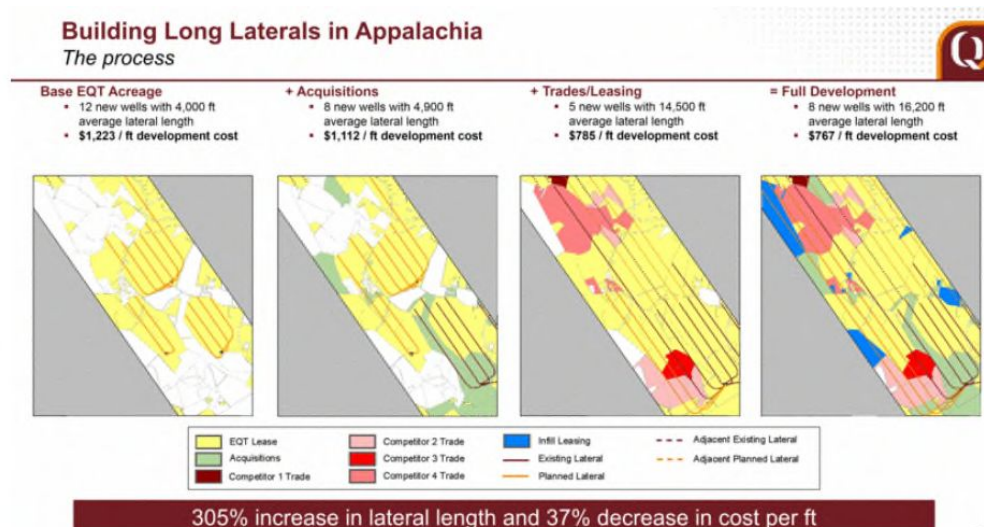 Building Long Laterals in Appalachia
The process
Q
Base EQT Acreage
▪ 12 new wells with 4,000 ft
average lateral length
▪ $1,223 / ft development cost
+ Acquisitions
▪ 8 new wells with 4,900 ft
average lateral length
▪ $1,112 / ft development cost
+ Trades/Leasing
▪ 5 new wells with 14,500 ft
average lateral length
▪ $785 / ft development cost
= Full Development
▪ 8 new wells with 16,200 ft
average lateral length
▪ $767 / ft development cost
EQT Lease
Acquisitions
Competitor 1 Trade
Competitor 2 Trade
Competitor 3 Trade
Competitor 4 Trade
Infill Leasing
Existing Lateral
Planned Lateral
Adjacent Existing Lateral
Adjacent Planned Lateral
305% increase in lateral length and 37% decrease in cost per ft